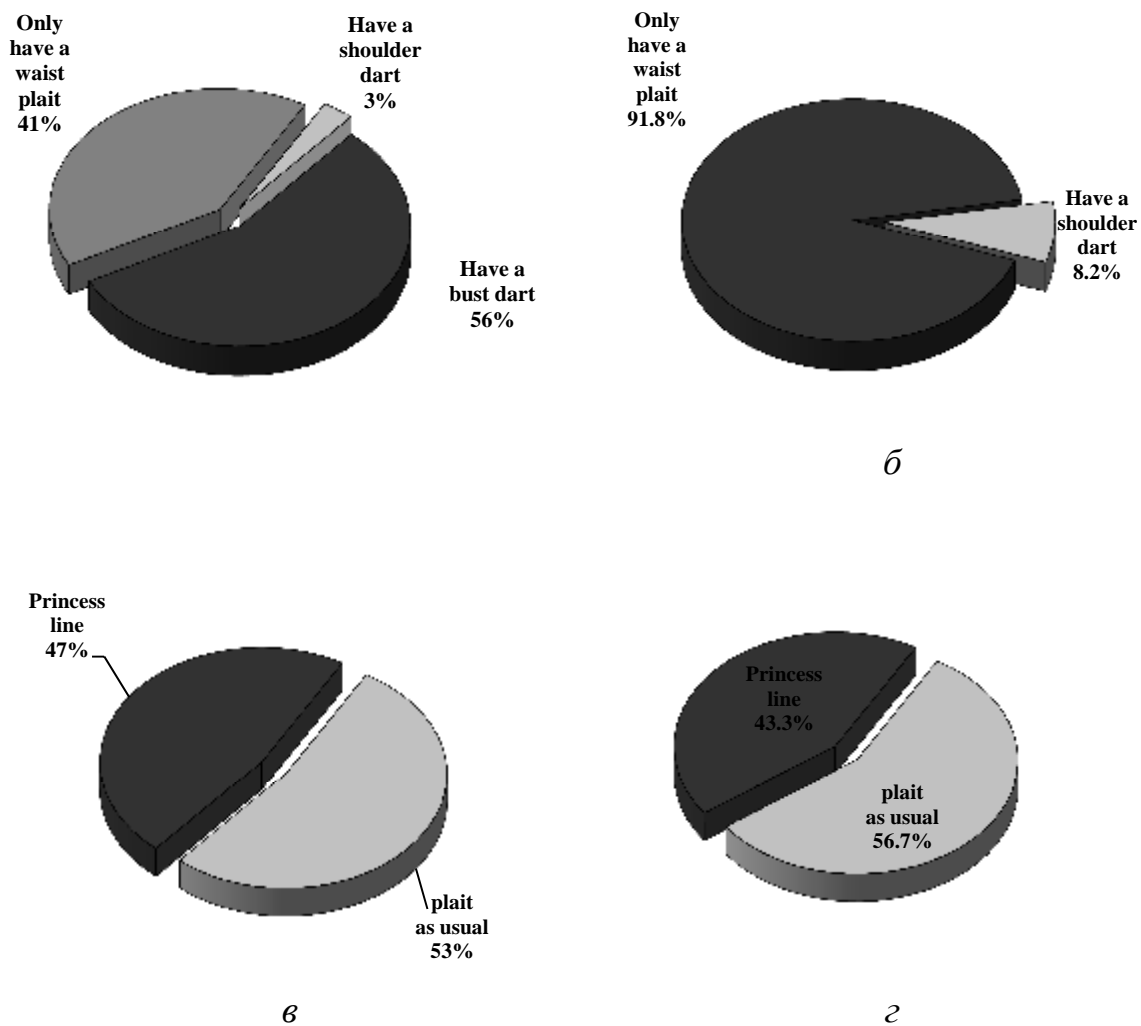 Only
have a
waist
plait
41%
Have a
shoulder
dart
3%
Have a
bust dart
56%
Only
have a
waist
plait
91.8%
Have a
shoulder
dart
8.2%
б
Princess
line
47%
plait
as usual
53%
в
Princess
line
43.3%
plait
as usual
56.7%
г